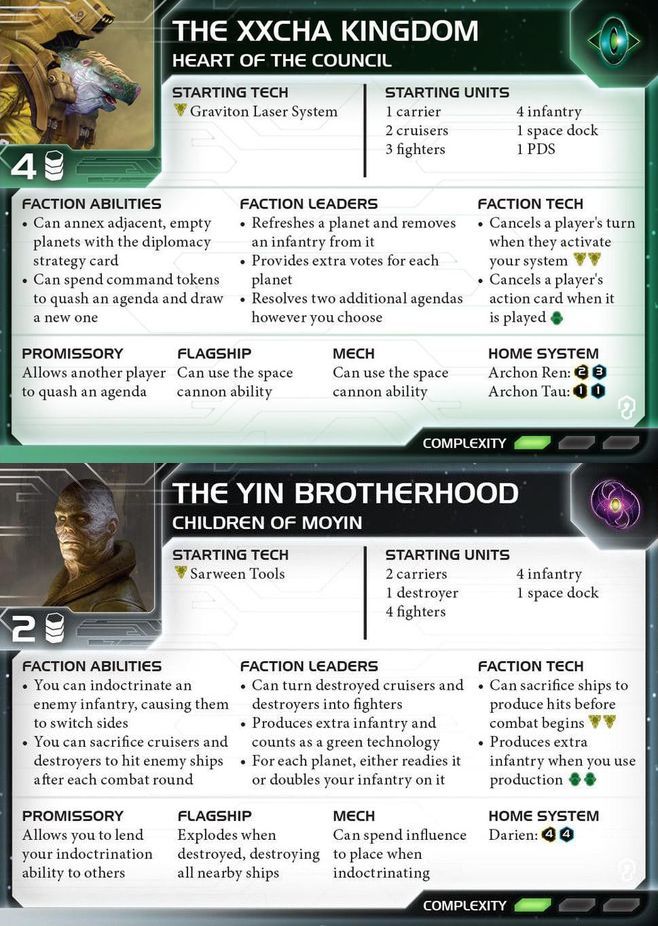 THE XXCHA KINGDOM
HEART OF THE COUNCIL
4
STARTING TECH
Graviton Laser System
STARTING UNITS
1 carrier
2 cruisers
3 fighters
4 infantry
1 space dock
1 PDS
FACTION ABILITIES
• Can annex adjacent, empty
planets with the diplomacy
strategy card
• Can spend command tokens
to quash an agenda and draw
a new one
FACTION LEADERS
• Refreshes a planet and removes
an infantry from it
• Provides extra votes for each
planet
• Resolves two additional agendas
however you choose
FACTION TECH
• Cancels a player's turn
when they activate
your system
• Cancels a player's
action card when it
is played
PROMISSORY
Allows another player
to quash an agenda
FLAGSHIP
Can use the space
cannon ability
MECH
Can use the space
cannon ability
HOME SYSTEM
Archon Ren: 2 3
Archon Tau: 1 1
COMPLEXITY
THE YIN BROTHERHOOD
CHILDREN OF MOYIN
2
STARTING TECH
Sarween Tools
STARTING UNITS
2 carriers
1 destroyer
4 fighters
4 infantry
1 space dock
FACTION ABILITIES
• You can indoctrinate an
enemy infantry, causing them
to switch sides
• You can sacrifice cruisers and
destroyers to hit enemy ships
after each combat round
FACTION LEADERS
• Can turn destroyed cruisers and
destroyers into fighters
• Produces extra infantry and
counts as a green technology
• For each planet, either readies it
or doubles your infantry on it
FACTION TECH
• Can sacrifice ships to
produce hits before
combat begins
• Produces extra
infantry when you use
production
PROMISSORY
Allows you to lend
your indoctrination
ability to others
FLAGSHIP
Explodes when
destroyed, destroying
all nearby ships
MECH
Can spend influence
to place when
indoctrinating
HOME SYSTEM
Darien: 4 4
COMPLEXITY